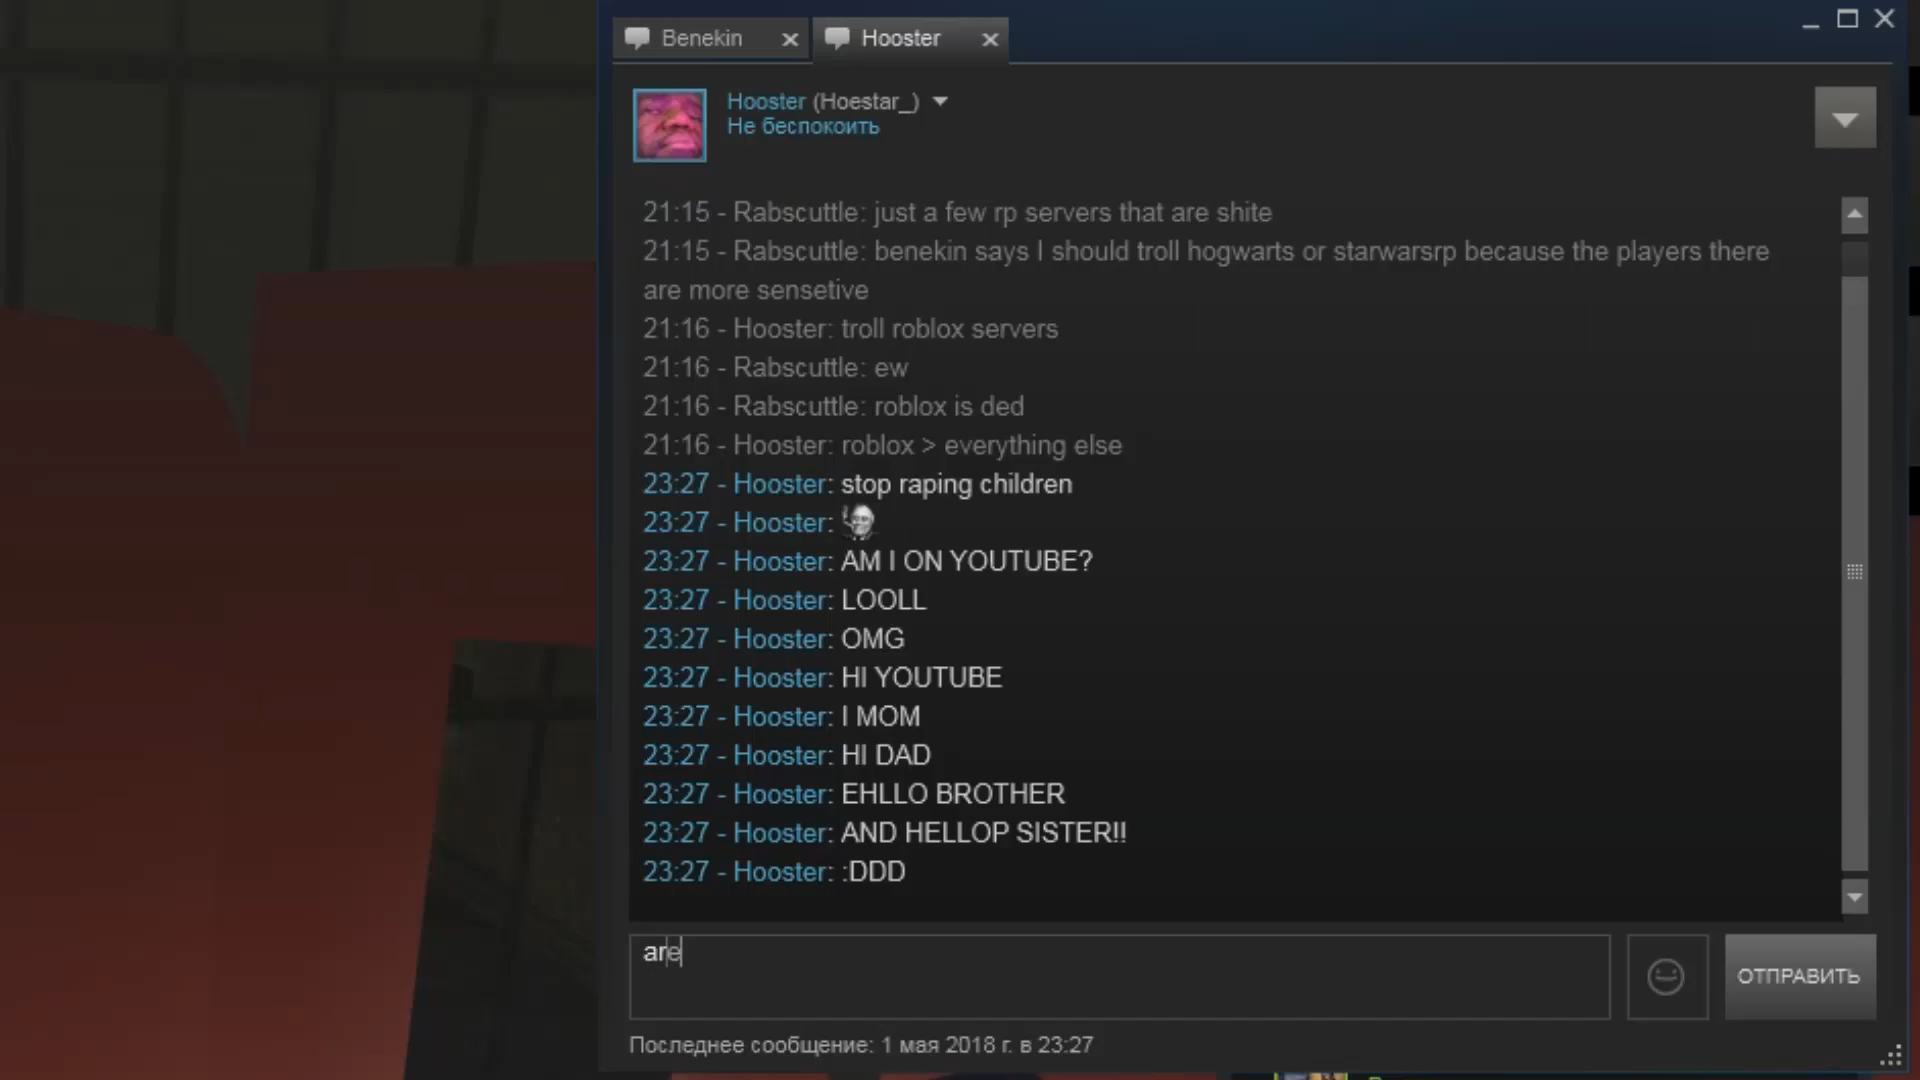 Benekin
Hooster
Hooster (Hoestar_)
Не беспокоить
21:15 - Rabscuttle: just a few rp servers that are shite
21:15 - Rabscuttle: benekin says I should troll hogwarts or starwarsrp because the players there
are more sensetive
21:16 - Hooster: troll roblox servers
21:16 - Rabscuttle: ew
21:16 - Rabscuttle: roblox is ded
21:16 - Hooster: roblox > everything else
23:27 - Hooster: stop raping children
23:27 - Hooster:
23:27 - Hooster: AM I ON YOUTUBE?
23:27 - Hooster: LOOLL
23:27 - Hooster: OMG
23:27 - Hooster: HI YOUTUBE
23:27 - Hooster: I MOM
23:27 - Hooster: HI DAD
23:27 - Hooster: EHLLO BROTHER
23:27 - Hooster: AND HELLOP SISTER!!
23:27 - Hooster: :DDD
are
ОТПРАВИТЬ
Последнее сообщение: 1 мая 2018 г. в 23:27